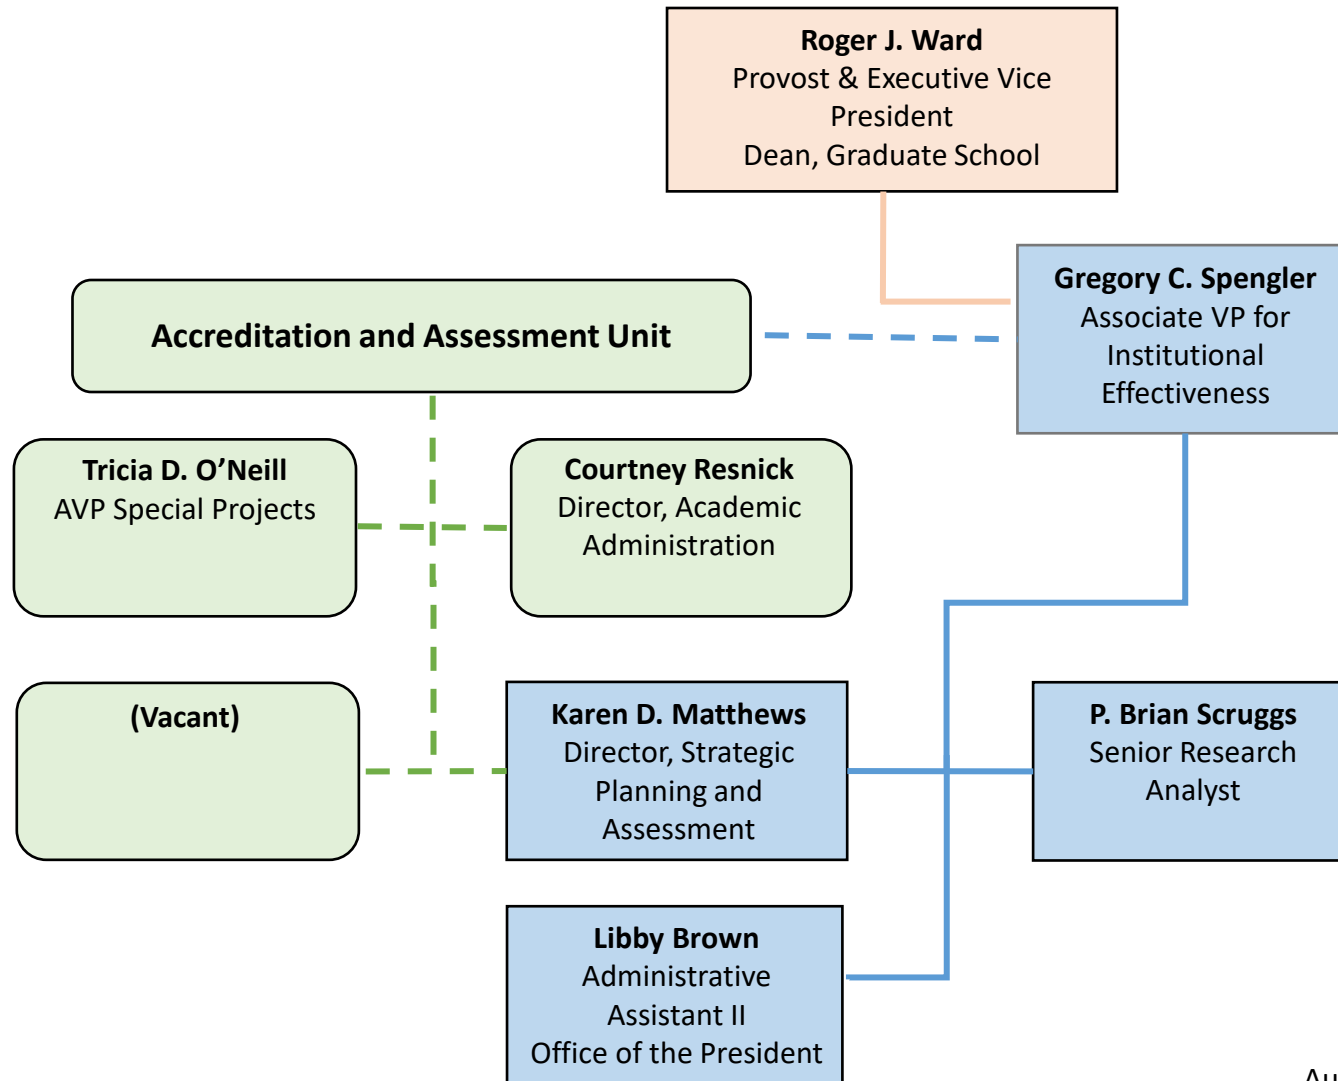 Roger J. Ward
Provost & Executive Vice
President
Dean, Graduate School
Gregory C. Spengler
Associate VP for
Institutional
Effectiveness
Accreditation and Assessment Unit
Tricia D. O’Neill
AVP Special Projects
Courtney Resnick
Director, Academic
Administration
(Vacant)
Karen D. Matthews
Director, Strategic
Planning and
Assessment
P. Brian Scruggs
Senior Research
Analyst
Libby Brown
Administrative
Assistant II
Office of the President